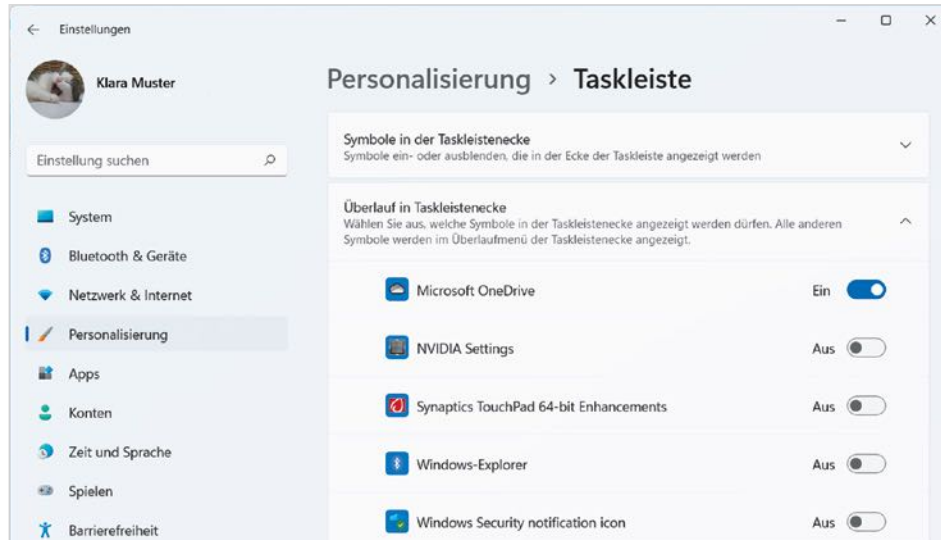 Einstellungen
Klara Muster
Einstellung suchen
System
Bluetooth & Geräte
Netzwerk & Internet
Personalisierung
Apps
Konten
Zeit und Sprache
Spielen
Barrierefreiheit
Personalisierung > Taskleiste
Symbole in der Taskleistenecke
Symbole ein- oder ausblenden, die in der Ecke der Taskleiste angezeigt werden
Überlauf in Taskleistenecke
Wählen Sie aus, welche Symbole in der Taskleistenecke angezeigt werden dürfen. Alle anderen
Symbole werden im Überlaufmenü der Taskleistenecke angezeigt.
Microsoft OneDrive Ein
NVIDIA Settings Aus
Synaptics TouchPad 64-bit Enhancements Aus
Windows-Explorer Aus
Windows Security notification icon Aus